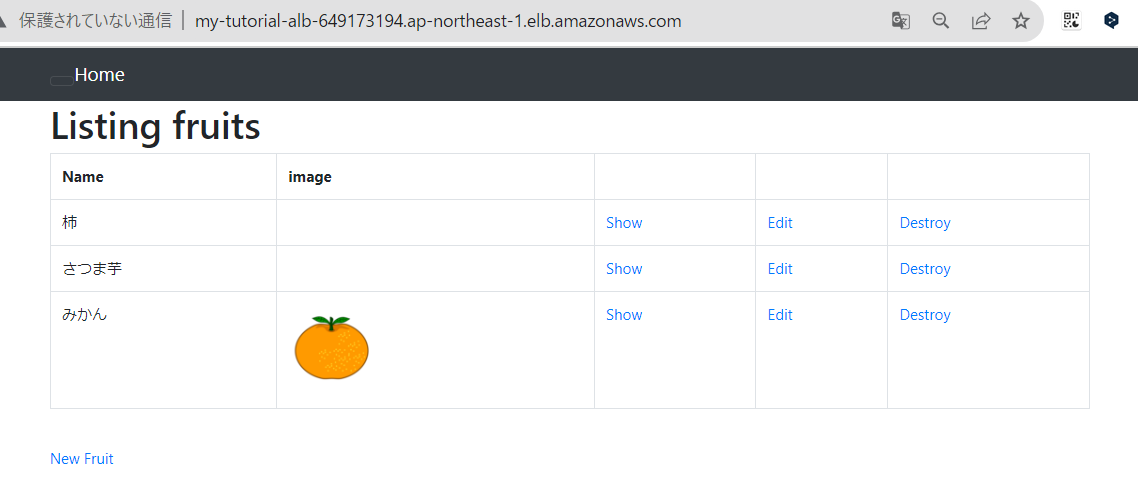 保護されていない通信 my-tutorial-alb-649173194.ap-northeast-1.elb.amazonaws.com
Home
Listing fruits
Name image
柿 Show Edit Destroy
さつま芋 Show Edit Destroy
みかん Show Edit Destroy
New Fruit